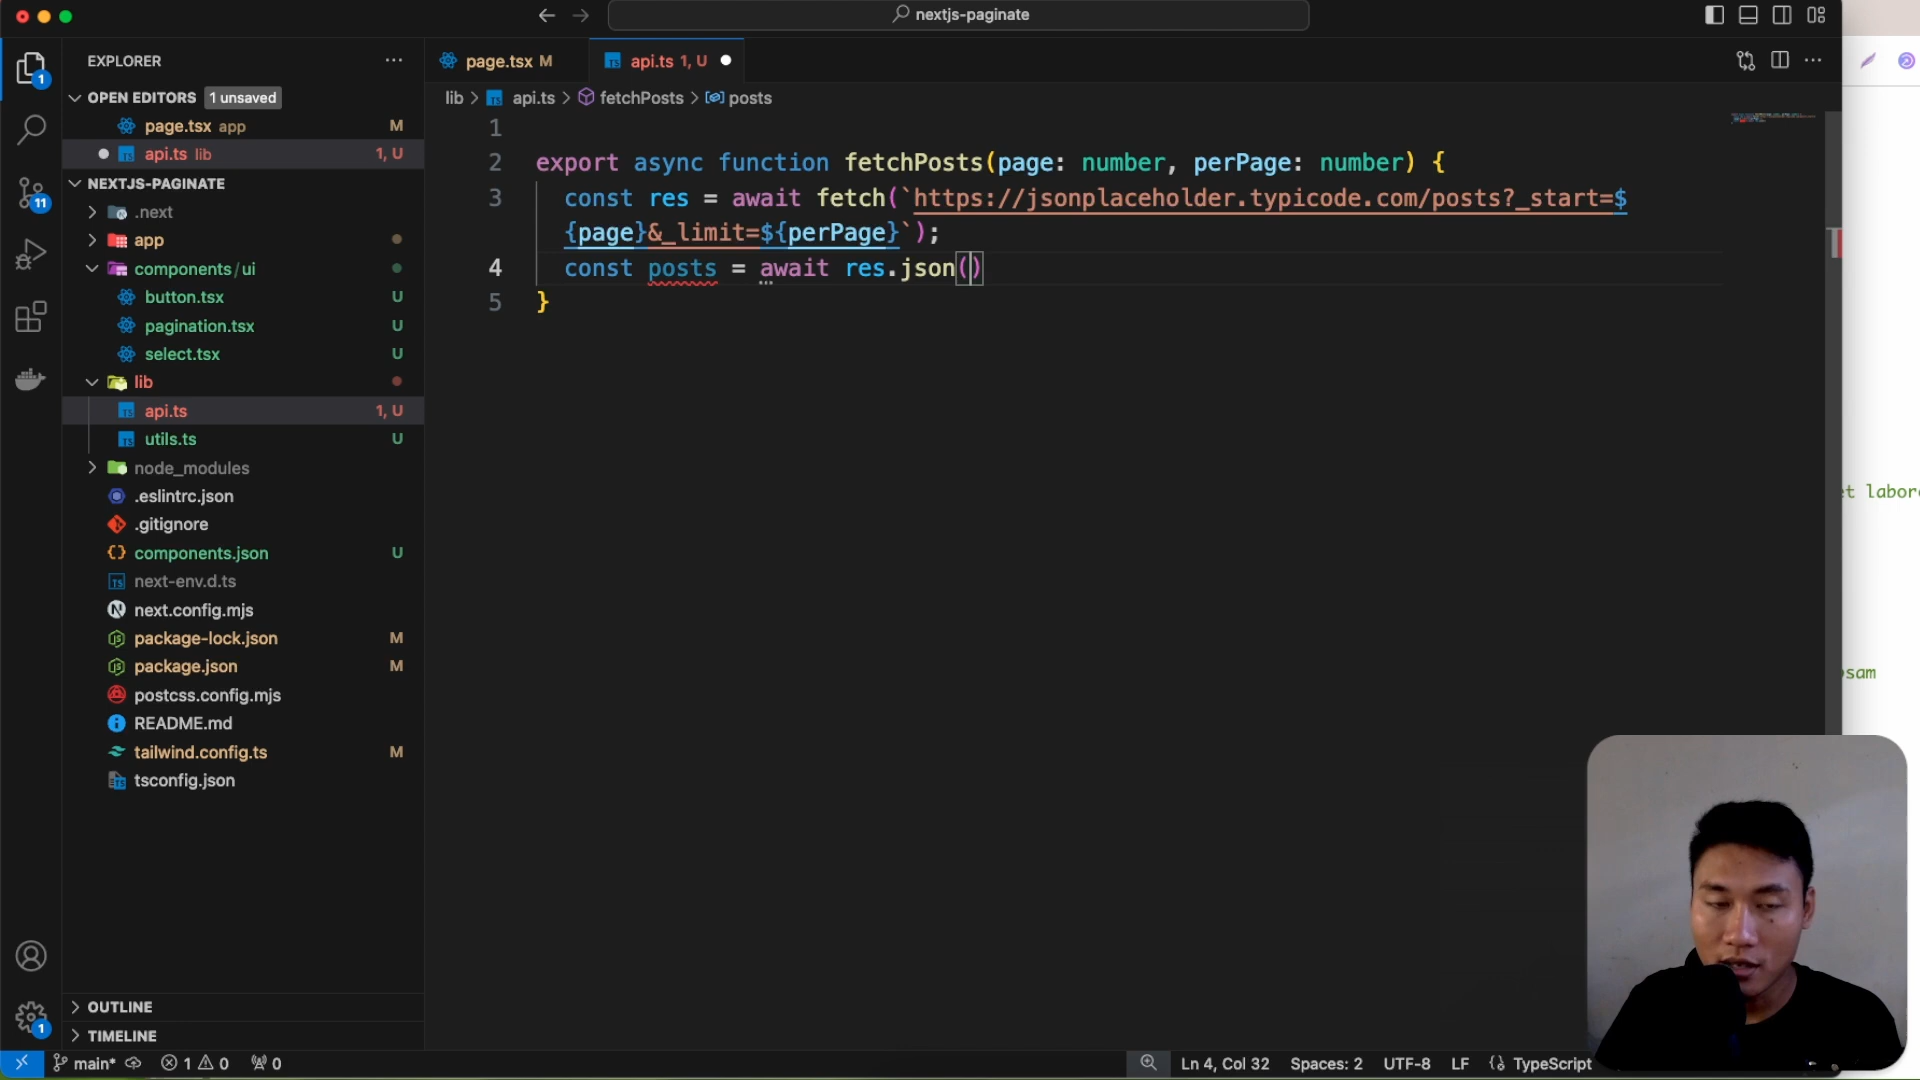 nextjs-paginate
EXPLORER
OPEN EDITORS 1 unsaved
page.tsx app M
api.ts lib 1, U
NEXTJS-PAGINATE
.next
app
components/ui
button.tsx U
pagination.tsx U
select.tsx U
lib
api.ts 1, U
utils.ts U
node_modules
.eslintrc.json
.gitignore
components.json U
next-env.d.ts
next.config.mjs
package-lock.json M
package.json M
postcss.config.mjs
README.md
tailwind.config.ts M
tsconfig.json
OUTLINE
TIMELINE
1
11
1
page.tsx M
api.ts 1, U
lib > api.ts > fetchPosts > posts
1
2 export async function fetchPosts(page: number, perPage: number) {
3 const res = await fetch(`https://jsonplaceholder.typicode.com/posts?_start=$
{page}&_limit=${perPage}`);
4 const posts = await res.json()
5 }
et labor
sam
main* 1 0 0
Ln 4, Col 32 Spaces: 2 UTF-8 LF TypeScript